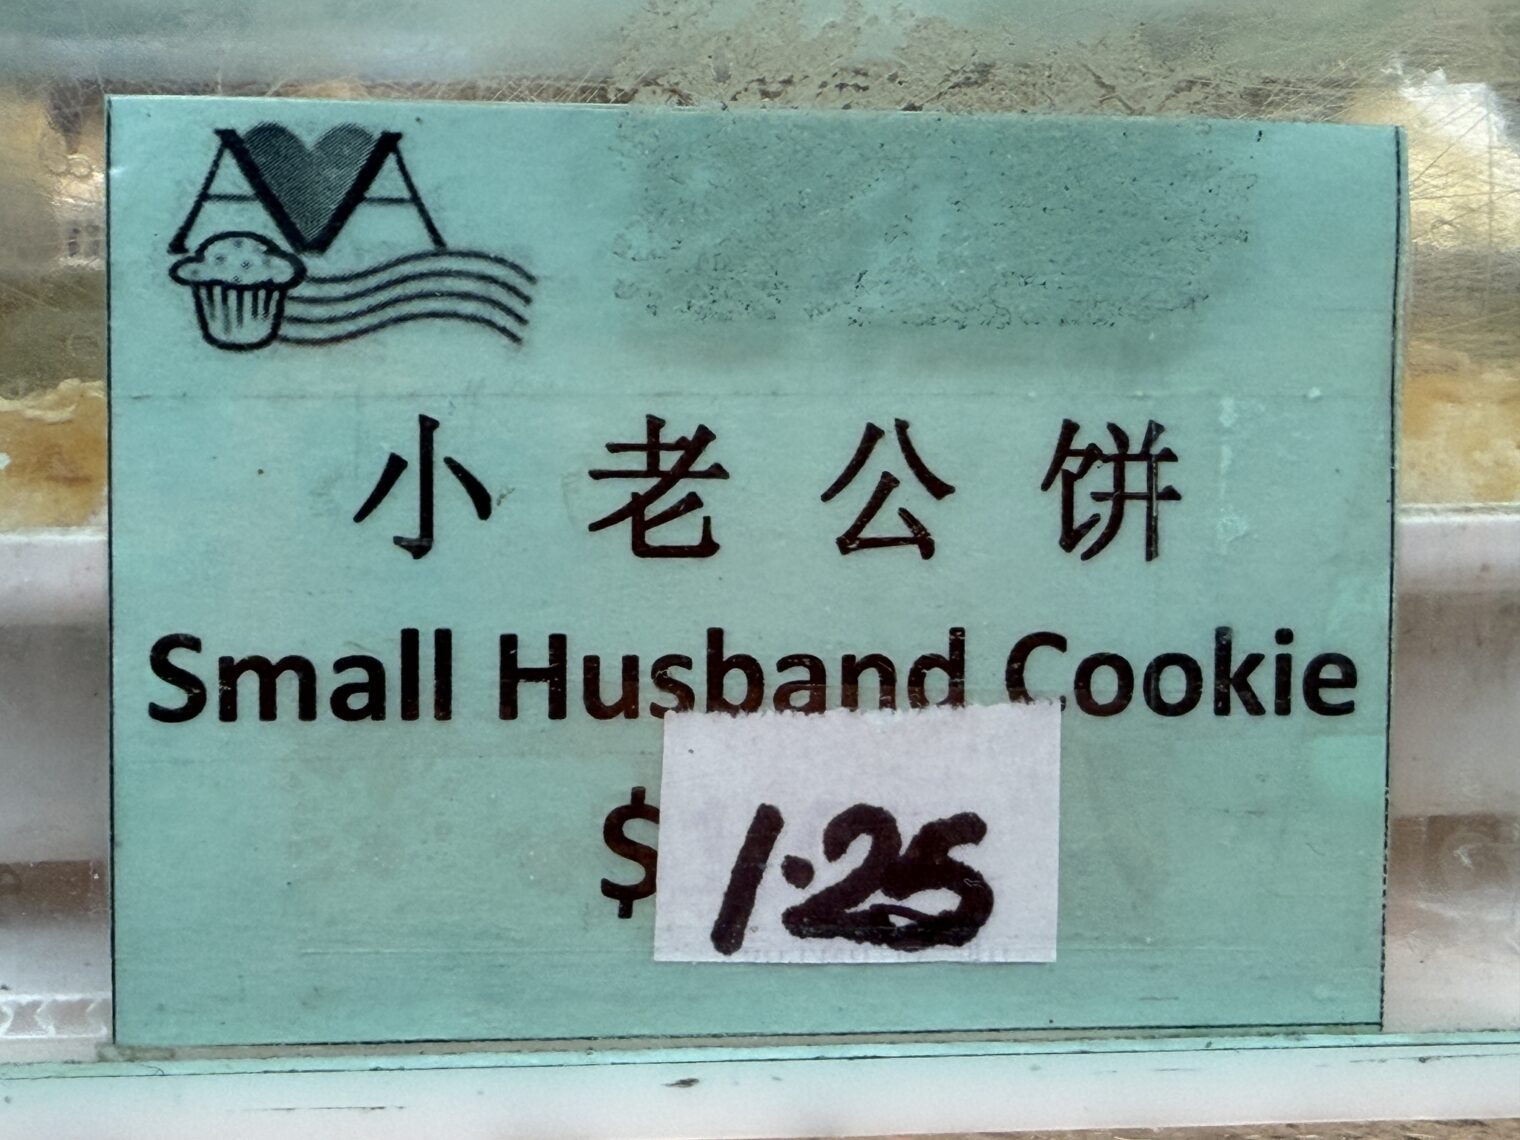 小老公饼
Small Husband Cookie
$1.25